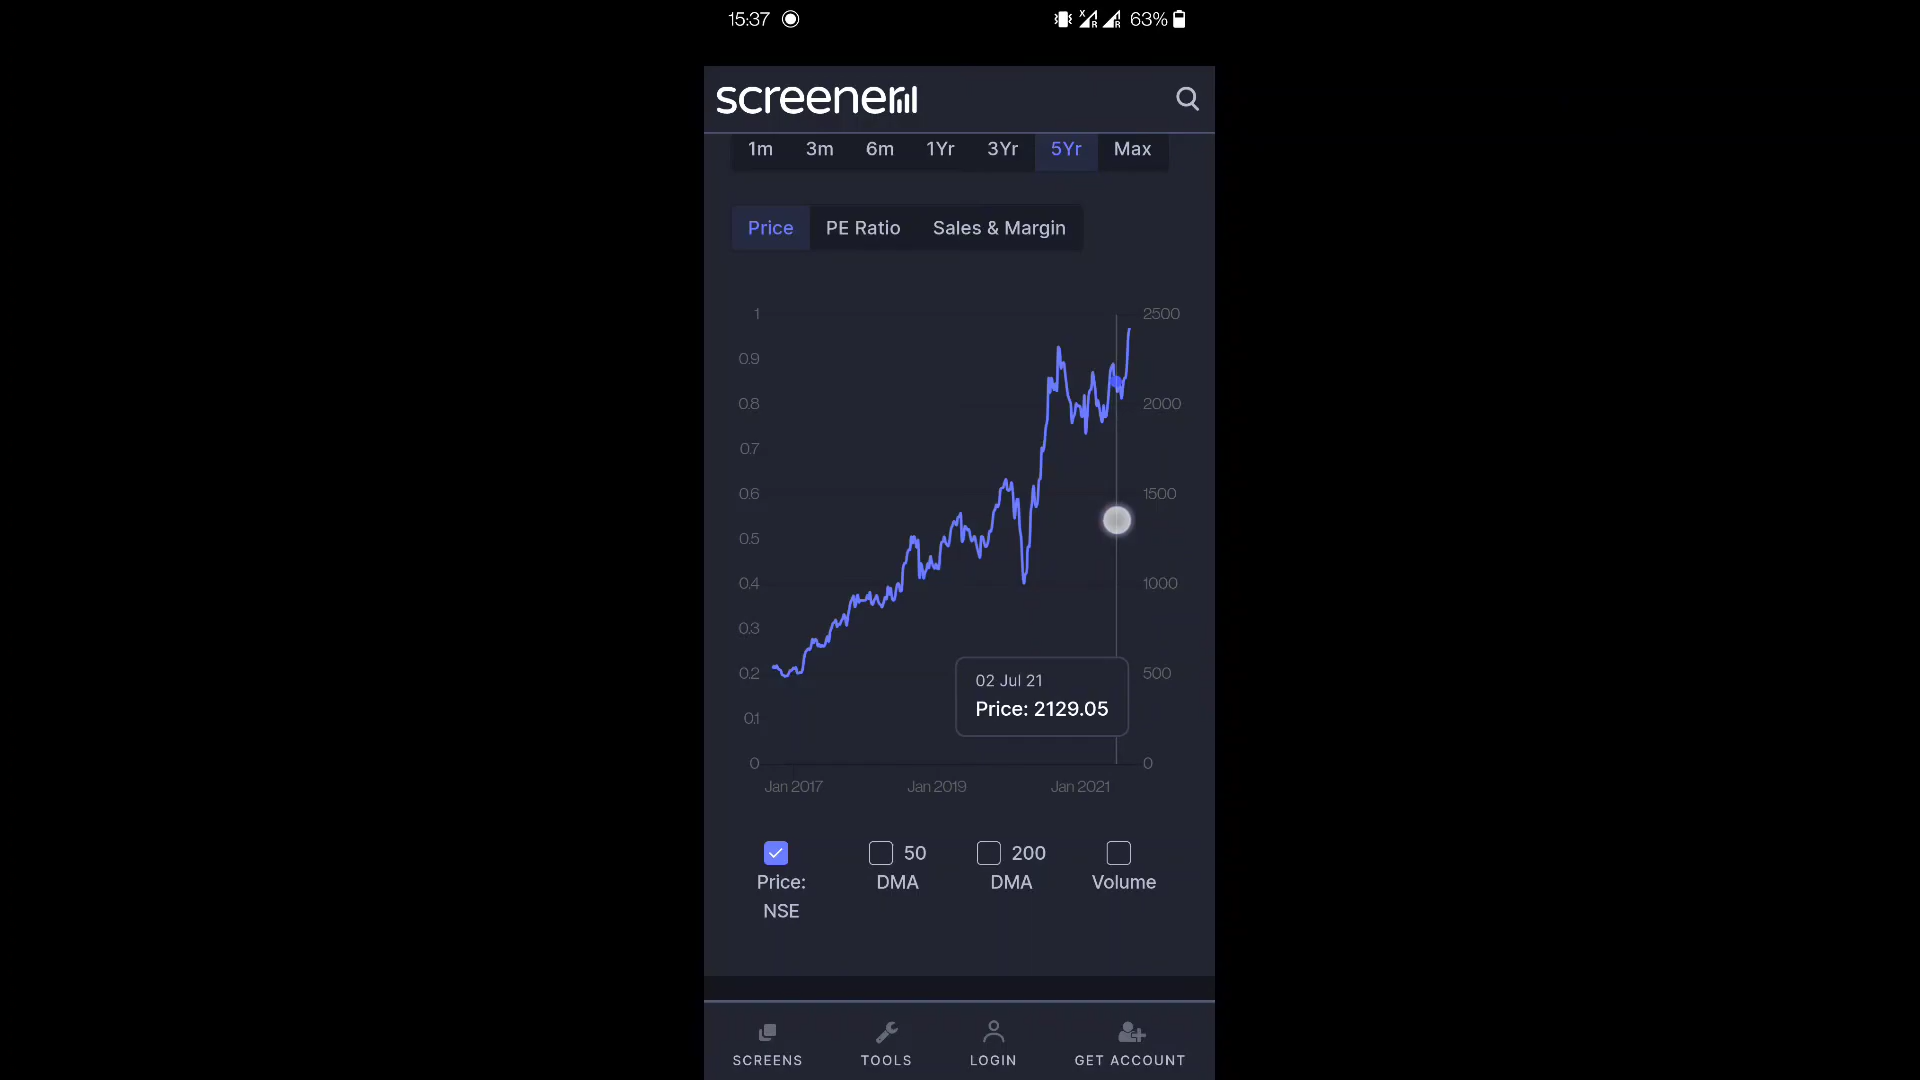 15:37 63%
screener
1m 3m 6m 1Yr 3Yr 5Yr Max
Price PE Ratio Sales & Margin
1 2500
0.9
0.8 2000
0.7
0.6 1500
0.5
0.4 1000
0.3
0.2 500
0.1
0 0
02 Jul 21
Price: 2129.05
Jan 2017 Jan 2019 Jan 2021
Price: NSE
50 DMA
200 DMA
Volume
SCREENS TOOLS LOGIN GET ACCOUNT